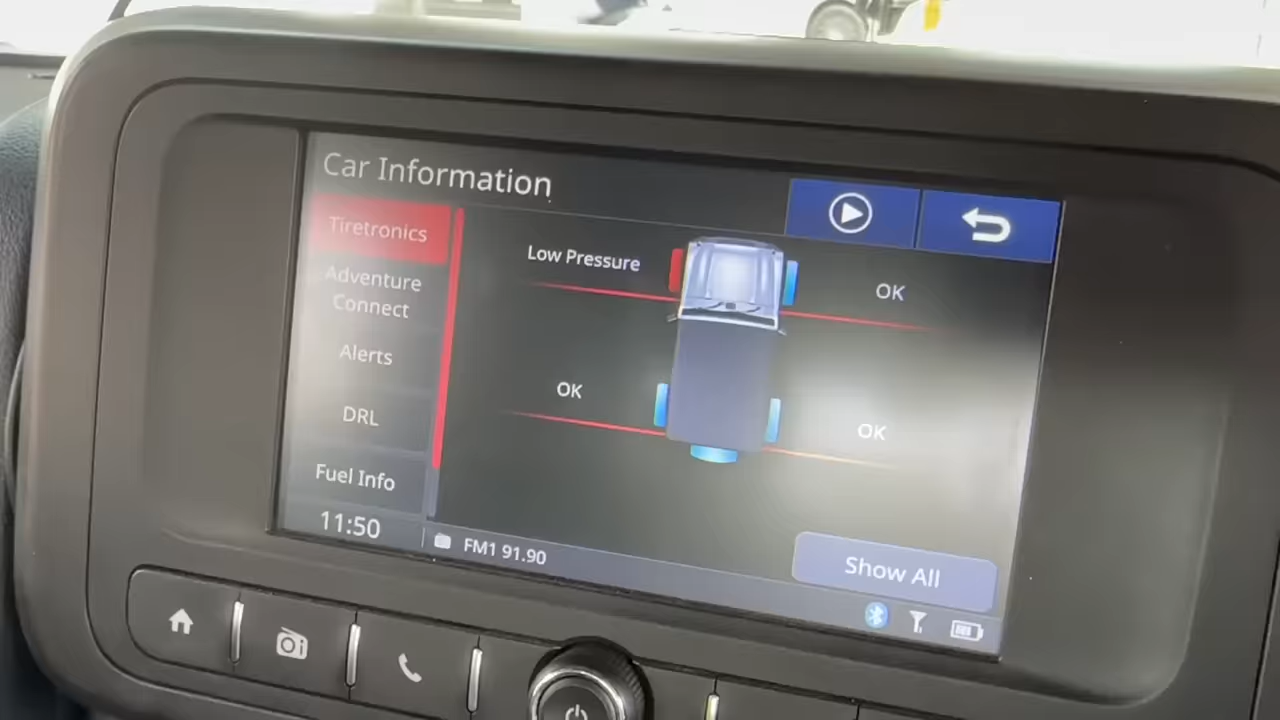 Car Information
Tiretronics
Adventure
Connect
Alerts
DRL
Fuel Info
11:50
Low Pressure
OK
OK
OK
FM1 91.90
Show All